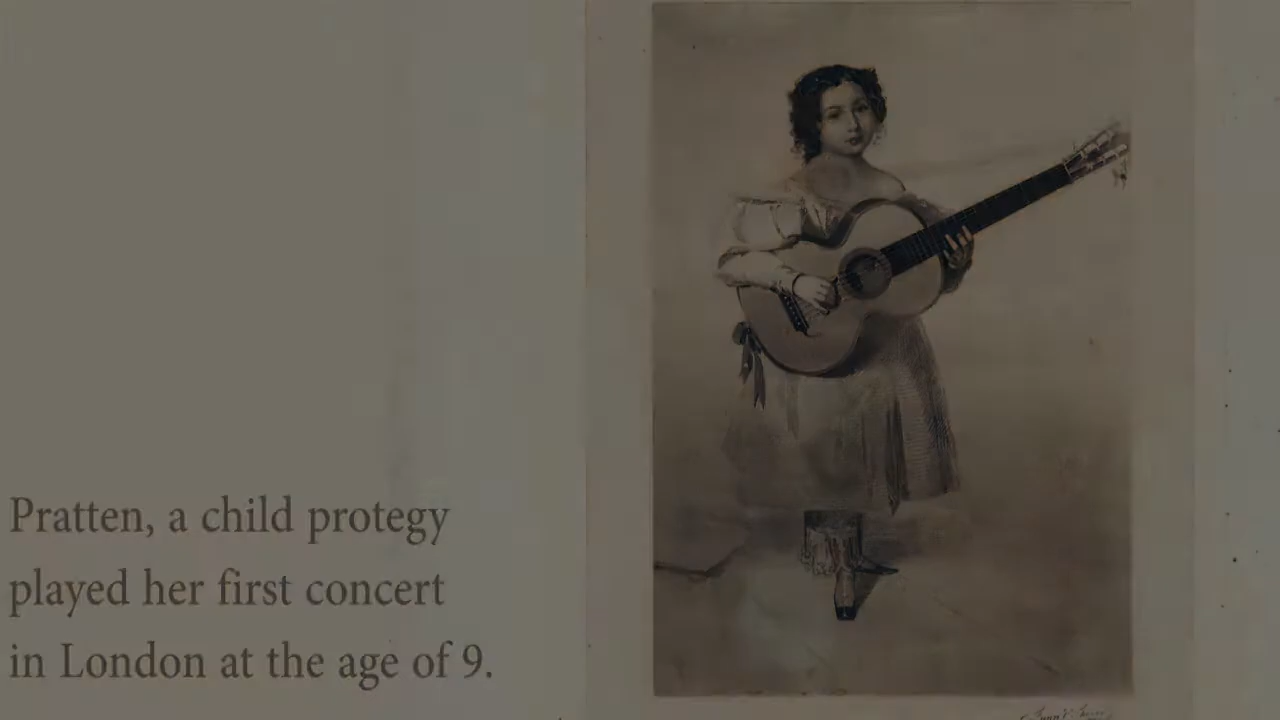 Pratten, a child protegy
played her first concert
in London at the age of 9.